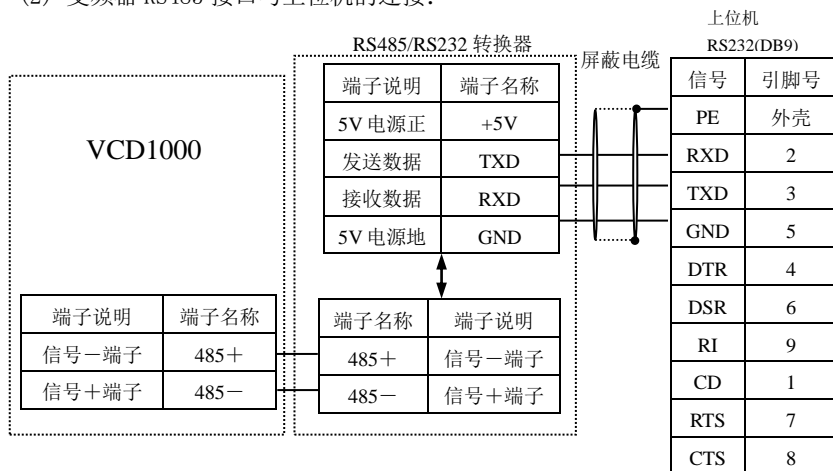 (2) 变频器 RS485 接口与上位机的连接：
上位机
RS485/RS232 转换器
RS232(DB9)
屏蔽电缆
VCD1000
端子说明 端子名称
5V 电源正 +5V
发送数据 TXD
接收数据 RXD
5V 电源地 GND
端子说明 端子名称
信号－端子 485＋
信号＋端子 485－
端子名称 端子说明
485＋ 信号－端子
485－ 信号＋端子
信号 引脚号
PE 外壳
RXD 2
TXD 3
GND 5
DTR 4
DSR 6
RI 9
CD 1
RTS 7
CTS 8